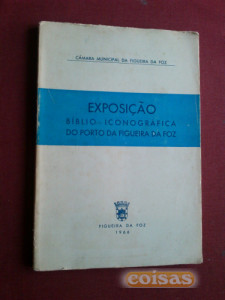 CÂMARA MUNICIPAL DA FIGUEIRA DA FOZ
EXPOSIÇÃO
BÍBLIO-ICONOGRÁFICA
DO PORTO DA FIGUEIRA DA FOZ
FIGUEIRA DA FOZ
1966
coisas